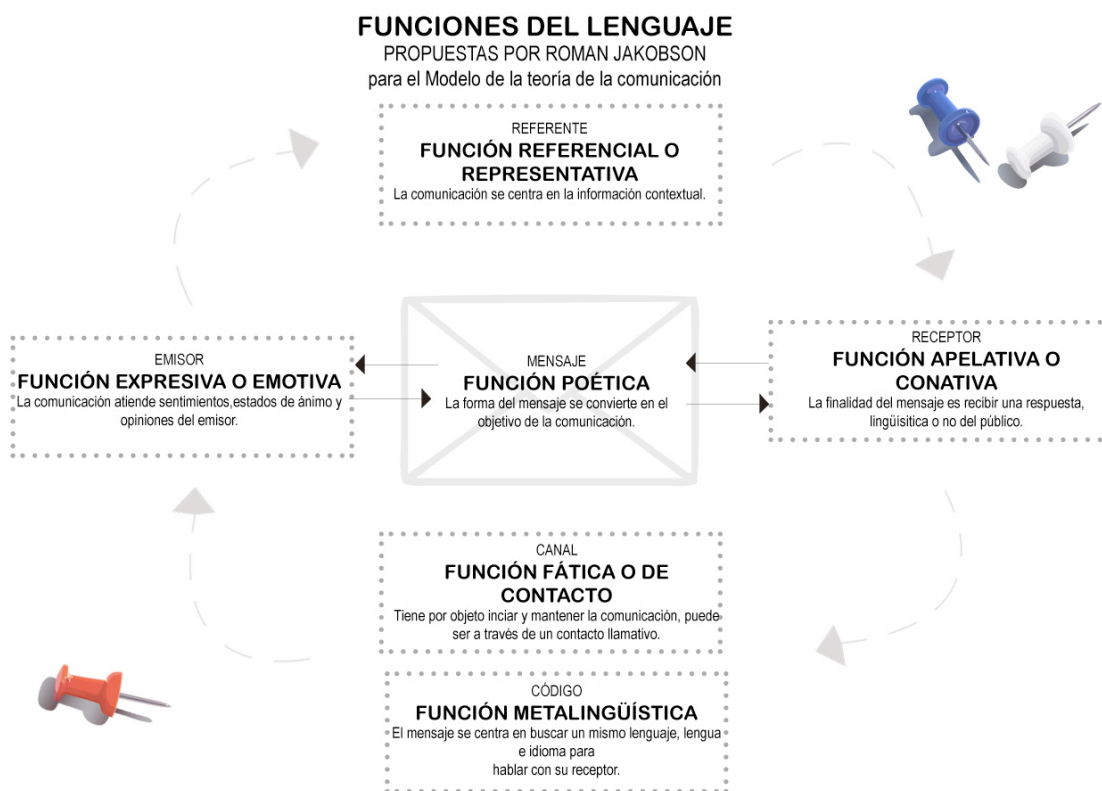 FUNCIONES DEL LENGUAJE
PROPUESTAS POR ROMAN JAKOBSON
para el Modelo de la teoría de la comunicación
REFERENTE
FUNCIÓN REFERENCIAL O
REPRESENTATIVA
La comunicación se centra en la información contextual.
EMISOR
FUNCIÓN EXPRESIVA O EMOTIVA
La comunicación atiende sentimientos,estados de ánimo y
opiniones del emisor.
MENSAJE
FUNCIÓN POÉTICA
La forma del mensaje se convierte en el
objetivo de la comunicación.
RECEPTOR
FUNCIÓN APELATIVA O
CONATIVA
La finalidad del mensaje es recibir una respuesta,
lingüísitica o no del público.
CANAL
FUNCIÓN FÁTICA O DE
CONTACTO
Tiene por objeto inciar y mantener la comunicación, puede
ser a través de un contacto llamativo.
CÓDIGO
FUNCIÓN METALINGÜÍSTICA
El mensaje se centra en buscar un mismo lenguaje, lengua
e idioma para
hablar con su receptor.